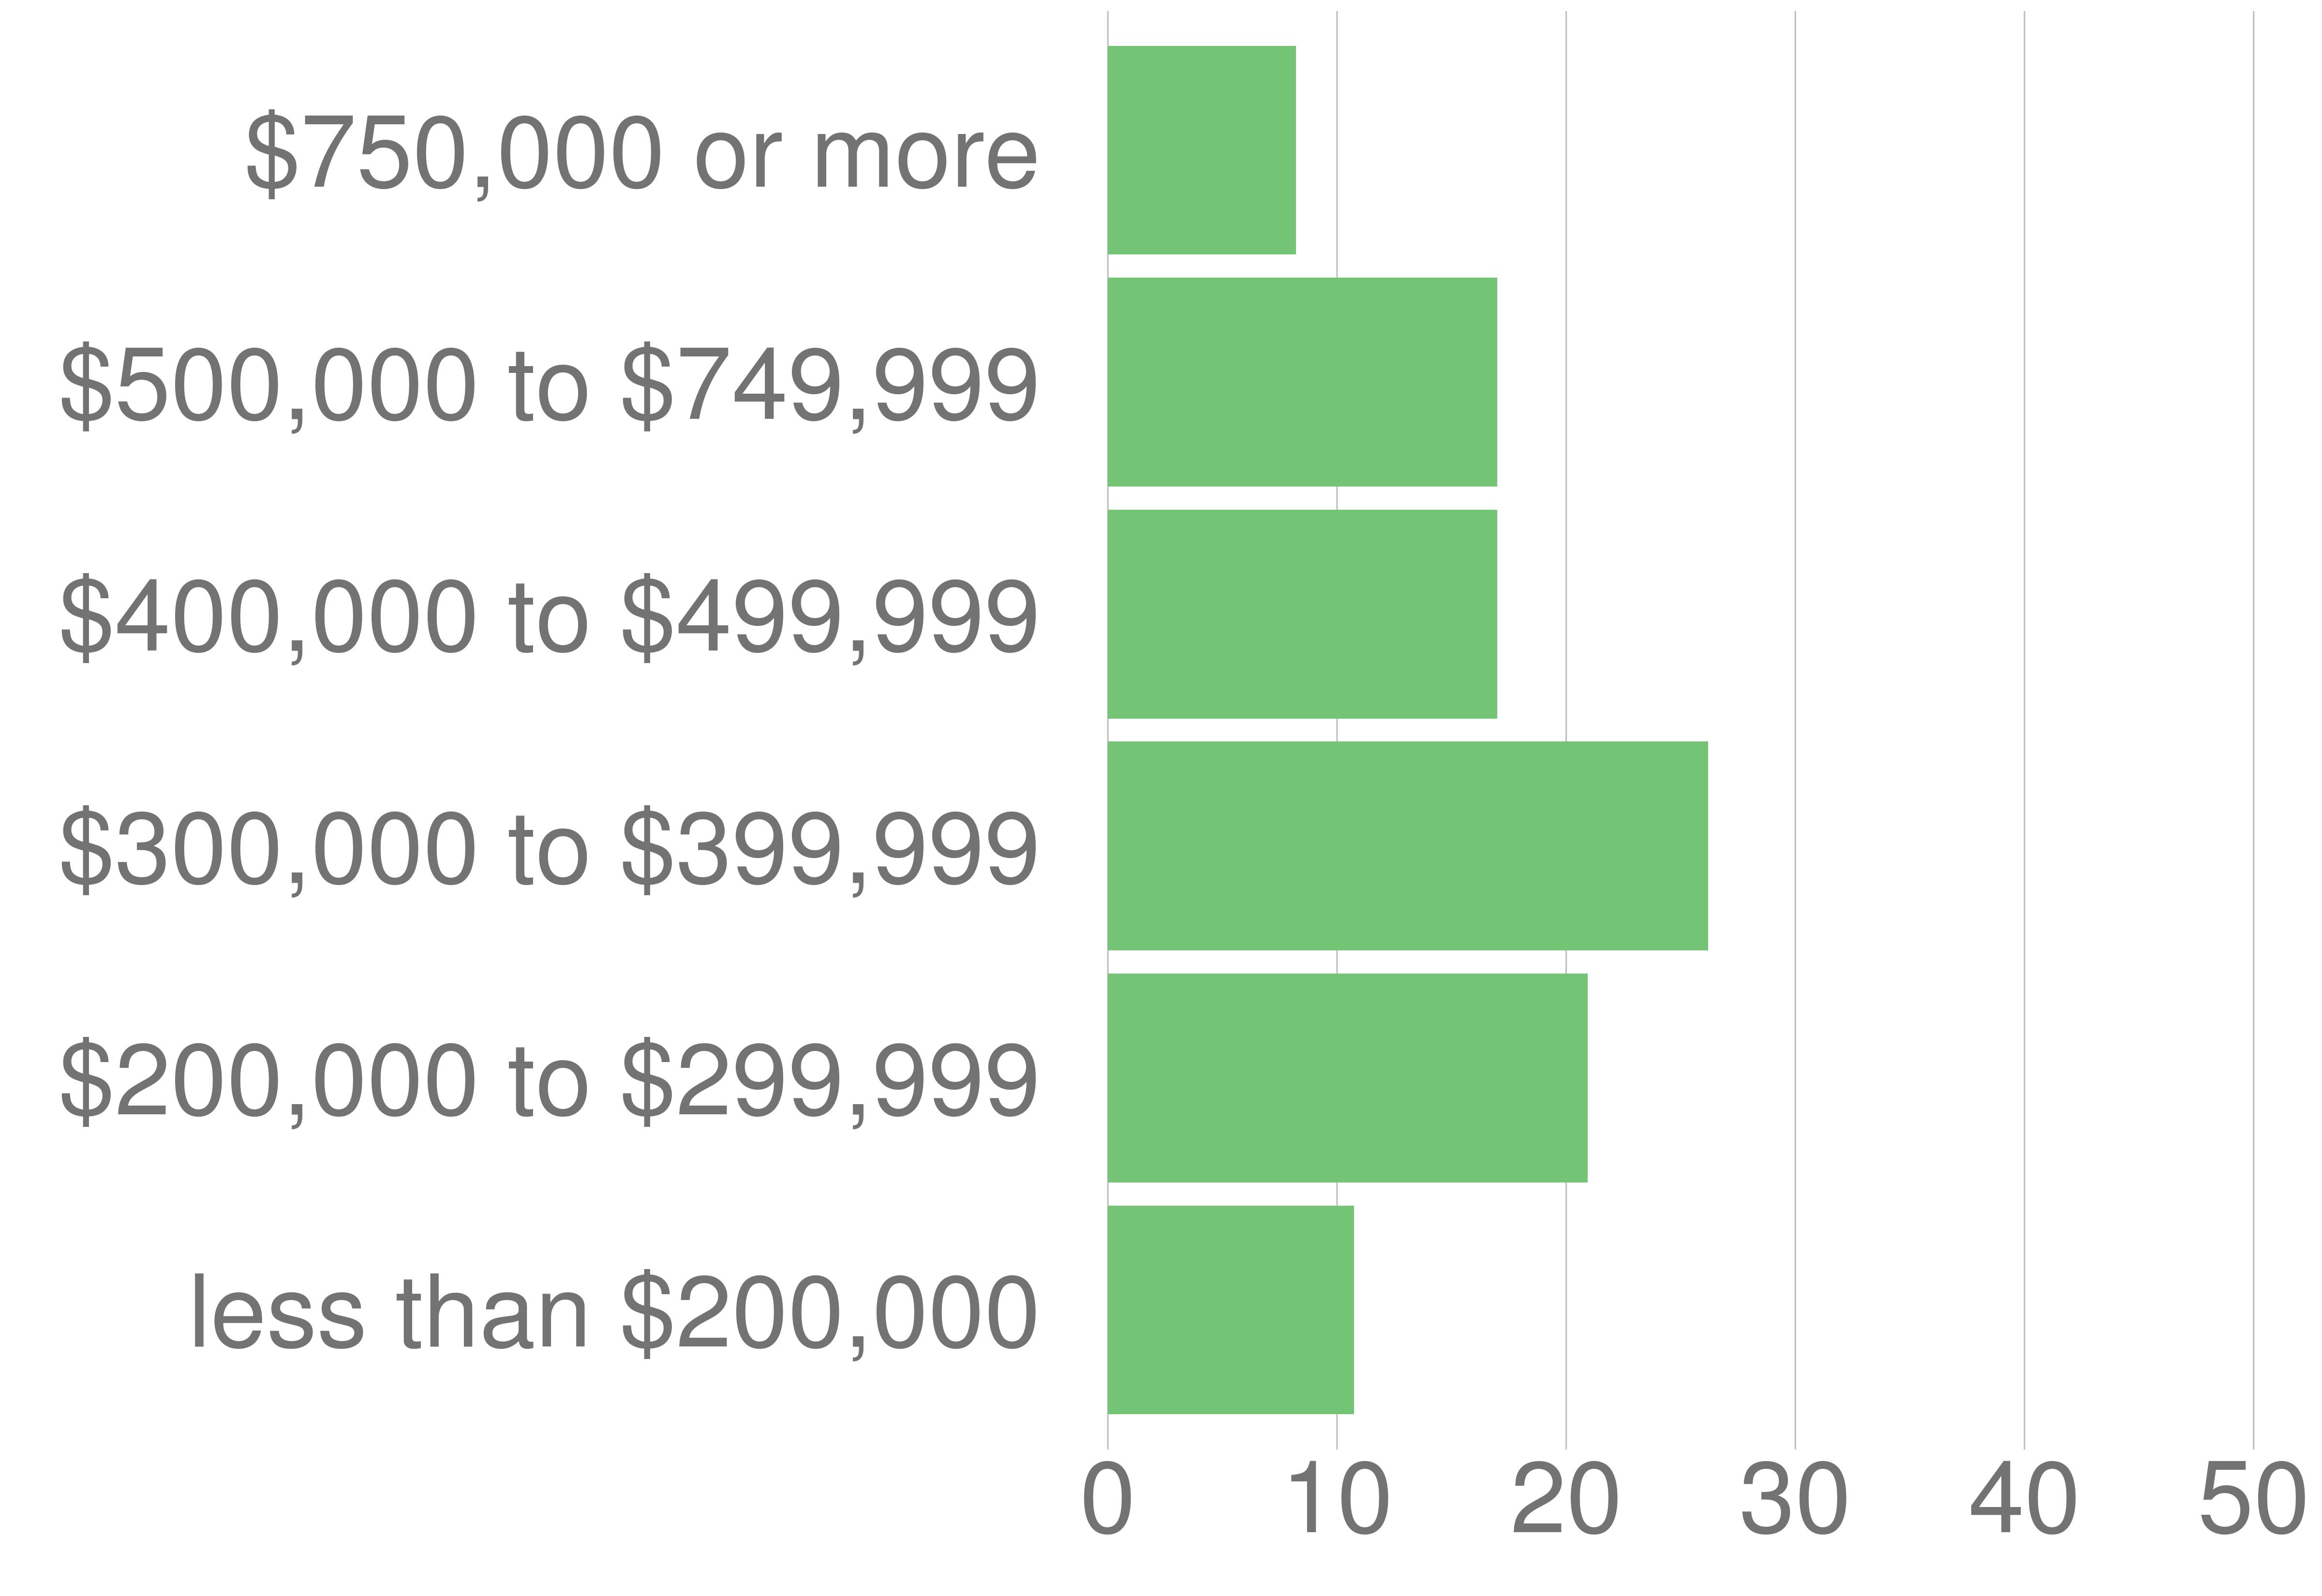 $750,000 or more
$500,000 to $749,999
$400,000 to $499,999
$300,000 to $399,999
$200,000 to $299,999
less than $200,000
0 10 20 30 40 50